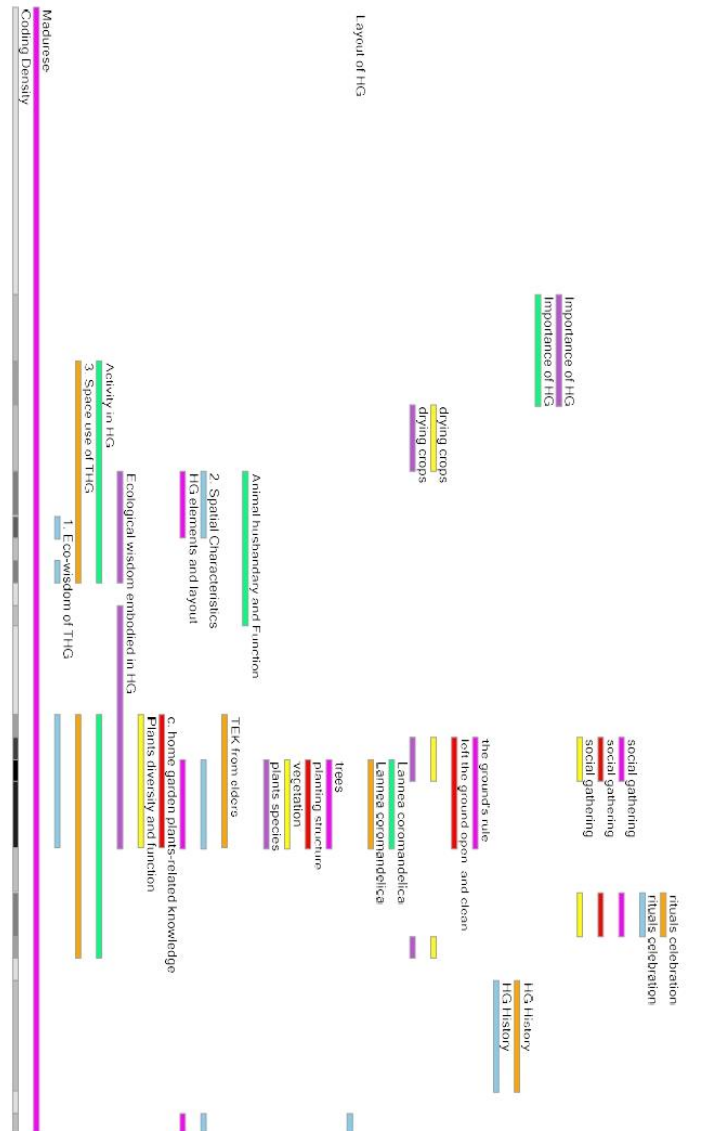 rituals celebration
rituals celebration
social gathering
social gathering
social gathering
Importance of HG
Importance of HG
HG History
HG History
the ground's rule
left the ground open and clean
drying crops
drying crops
Lannea coromandelica
Lannea coromandelica
Layout of HG
trees
planting structure
vegetation
plants species
Animal husbandary and Function
TEK from elders
2. Spatial Characteristics
HG elements and layout
c. home garden plants-related knowledge
Plants diversity and function
Ecological wisdom embodied in HG
Activity in HG
3. Space use of THG
1. Eco-wisdom of THG
Madurese
Coding Density